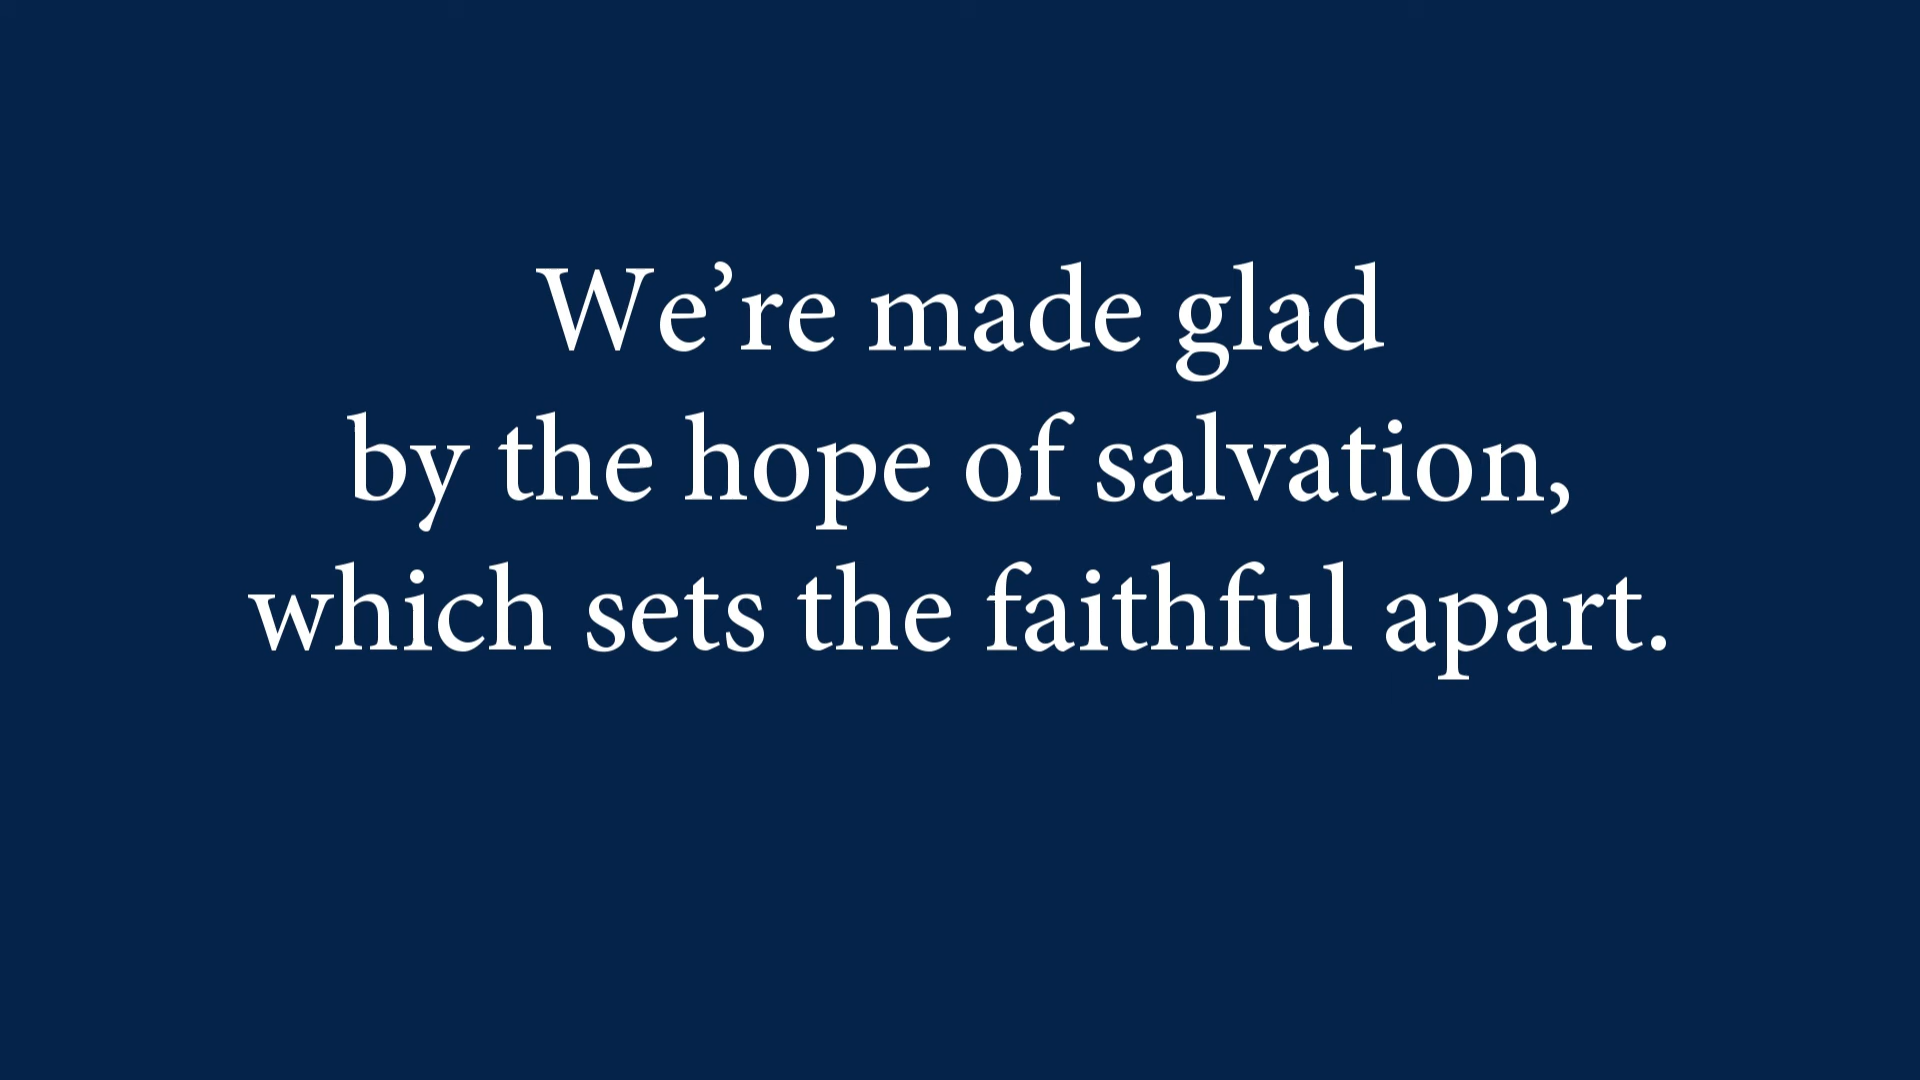 We’re made glad
by the hope of salvation,
which sets the faithful apart.